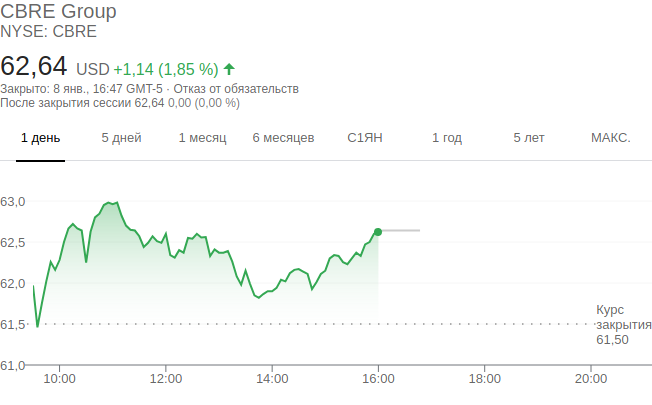 CBRE Group
NYSE: CBRE
62,64 USD +1,14 (1,85 %)
Закрыто: 8 янв., 16:47 GMT-5 · Отказ от обязательств
После закрытия сессии 62,64 0,00 (0,00 %)
1 день 5 дней 1 месяц 6 месяцев С1ЯН 1 год 5 лет МАКС.
63,0
62,5
62,0
Курс
61,5 закрытия
61,50
61,0
10:00 12:00 14:00 16:00 18:00 20:00